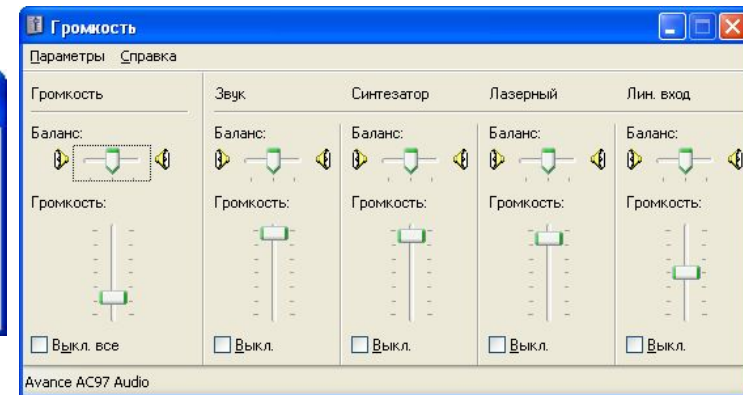 Громкость
Параметры Справка
Громкость Звук Синтезатор Лазерный Лин. вход
Баланс: Баланс: Баланс: Баланс: Баланс:
Громкость: Громкость: Громкость: Громкость: Громкость:
Выкл. все Выкл. Выкл. Выкл. Выкл.
Avance AC97 Audio